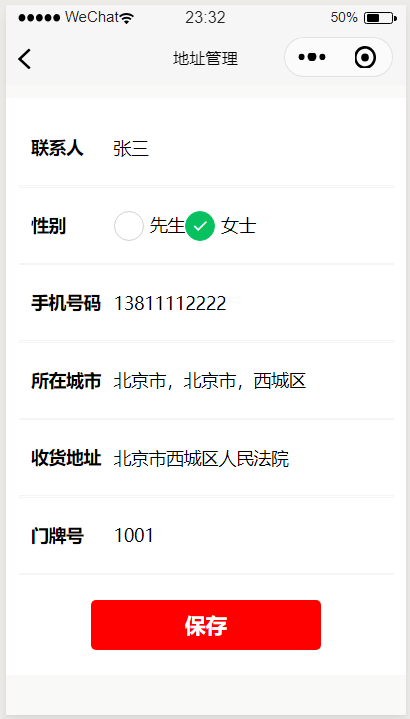 WeChat 23:32 50%
地址管理
联系人 张三
性别 先生 女士
手机号码 13811112222
所在城市 北京市，北京市，西城区
收货地址 北京市西城区人民法院
门牌号 1001
保存